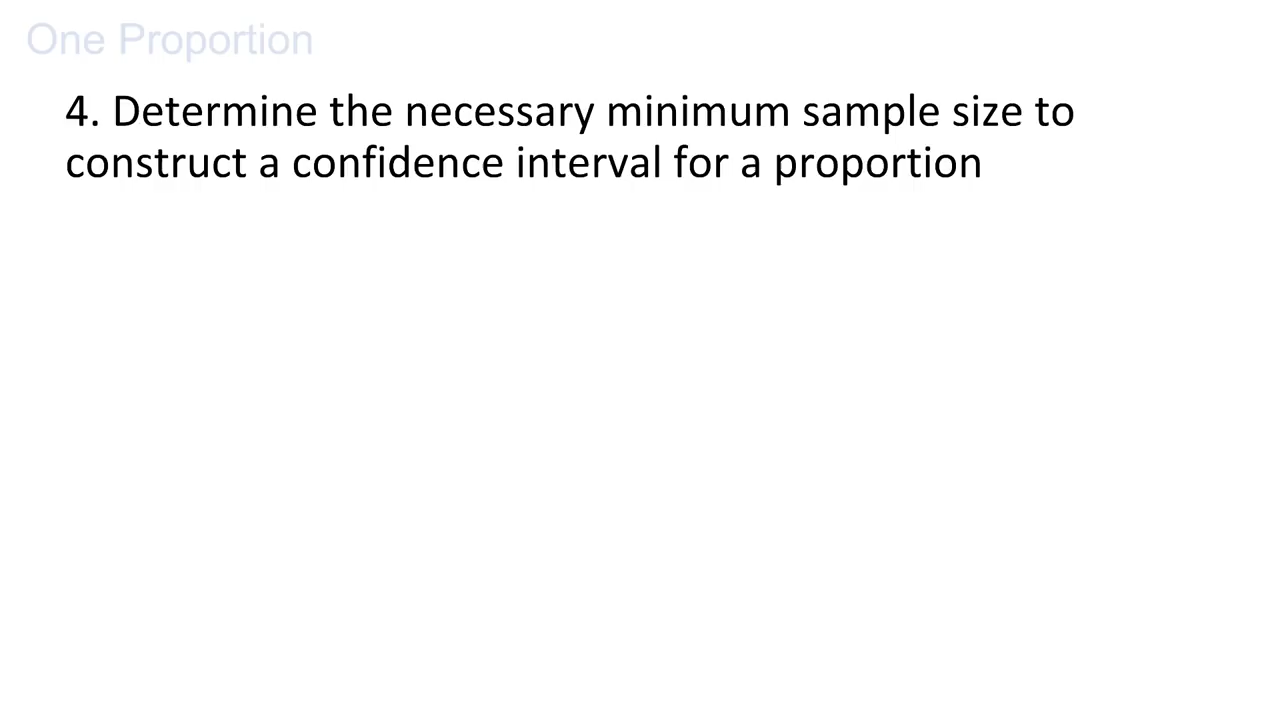 One Proportion
4. Determine the necessary minimum sample size to
construct a confidence interval for a proportion